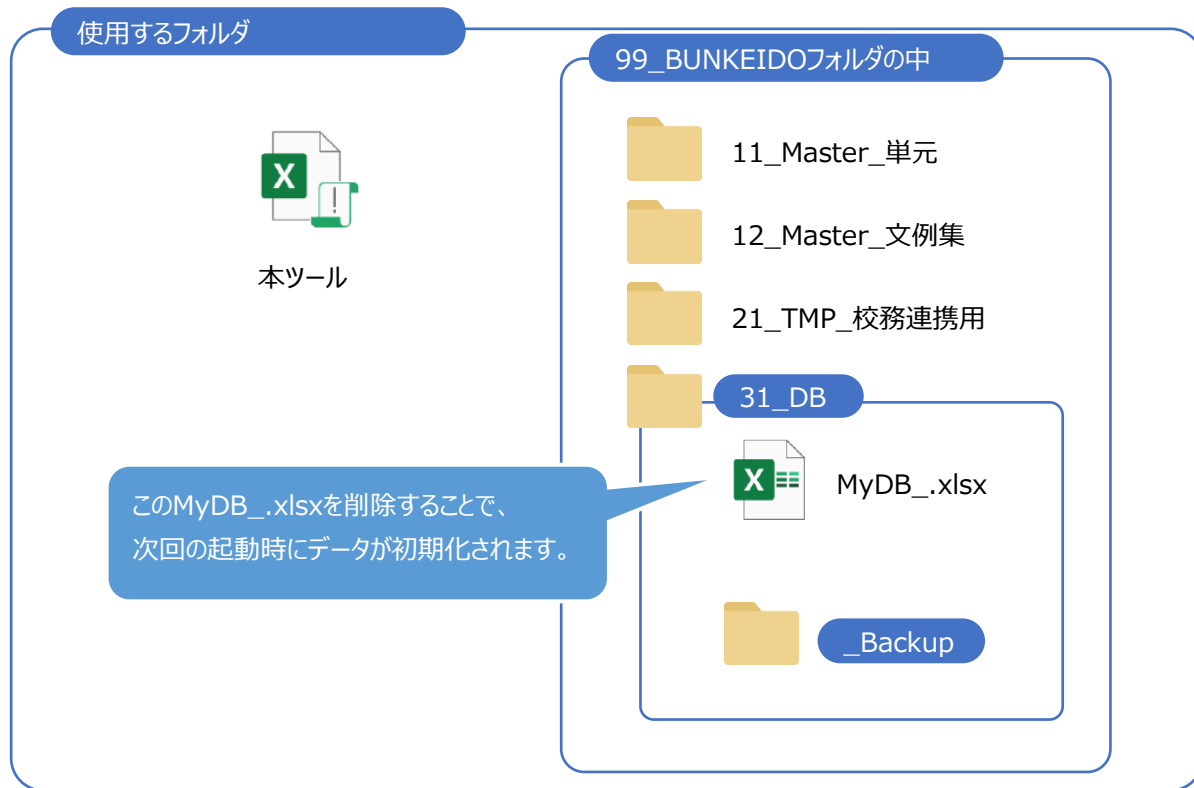 使用するフォルダ
99_BUNKEIDOフォルダの中
本ツール
11_Master_単元
12_Master_文例集
21_TMP_校務連携用
31_DB
MyDB_.xlsx
このMyDB_.xlsxを削除することで、
次回の起動時にデータが初期化されます。
_Backup